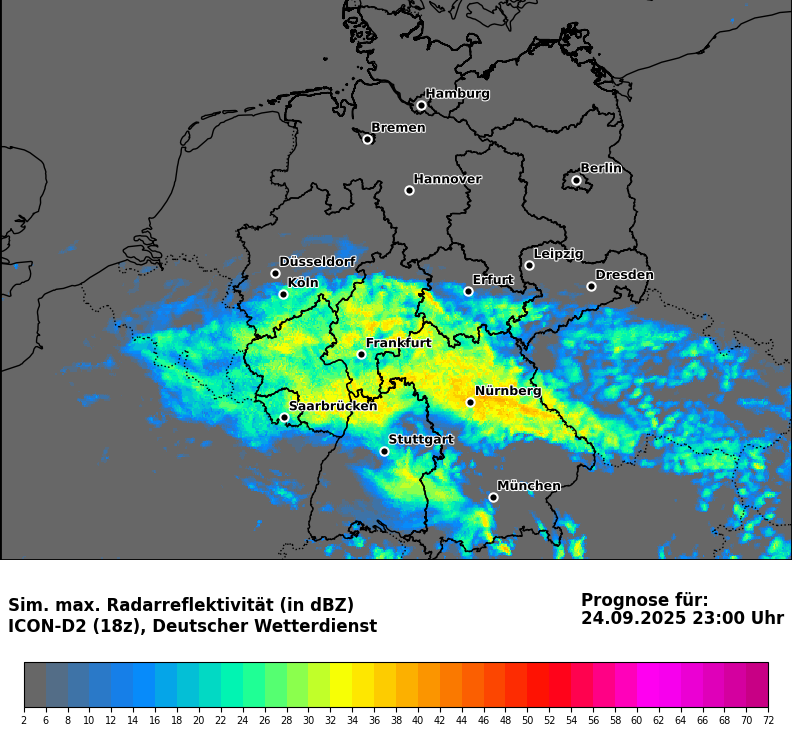 Hamburg
Bremen
Berlin
Hannover
Leipzig
Düsseldorf
Dresden
Köln
Erfurt
Frankfurt
Nürnberg
Saarbrücken
Stuttgart
München
Sim. max. Radarreflektivität (in dBZ)
ICON-D2 (18z), Deutscher Wetterdienst
Prognose für:
24.09.2025 23:00 Uhr
2 6 8 10 12 14 16 18 20 22 24 26 28 30 32 34 36 38 40 42 44 46 48 50 52 54 56 58 60 62 64 66 68 70 72